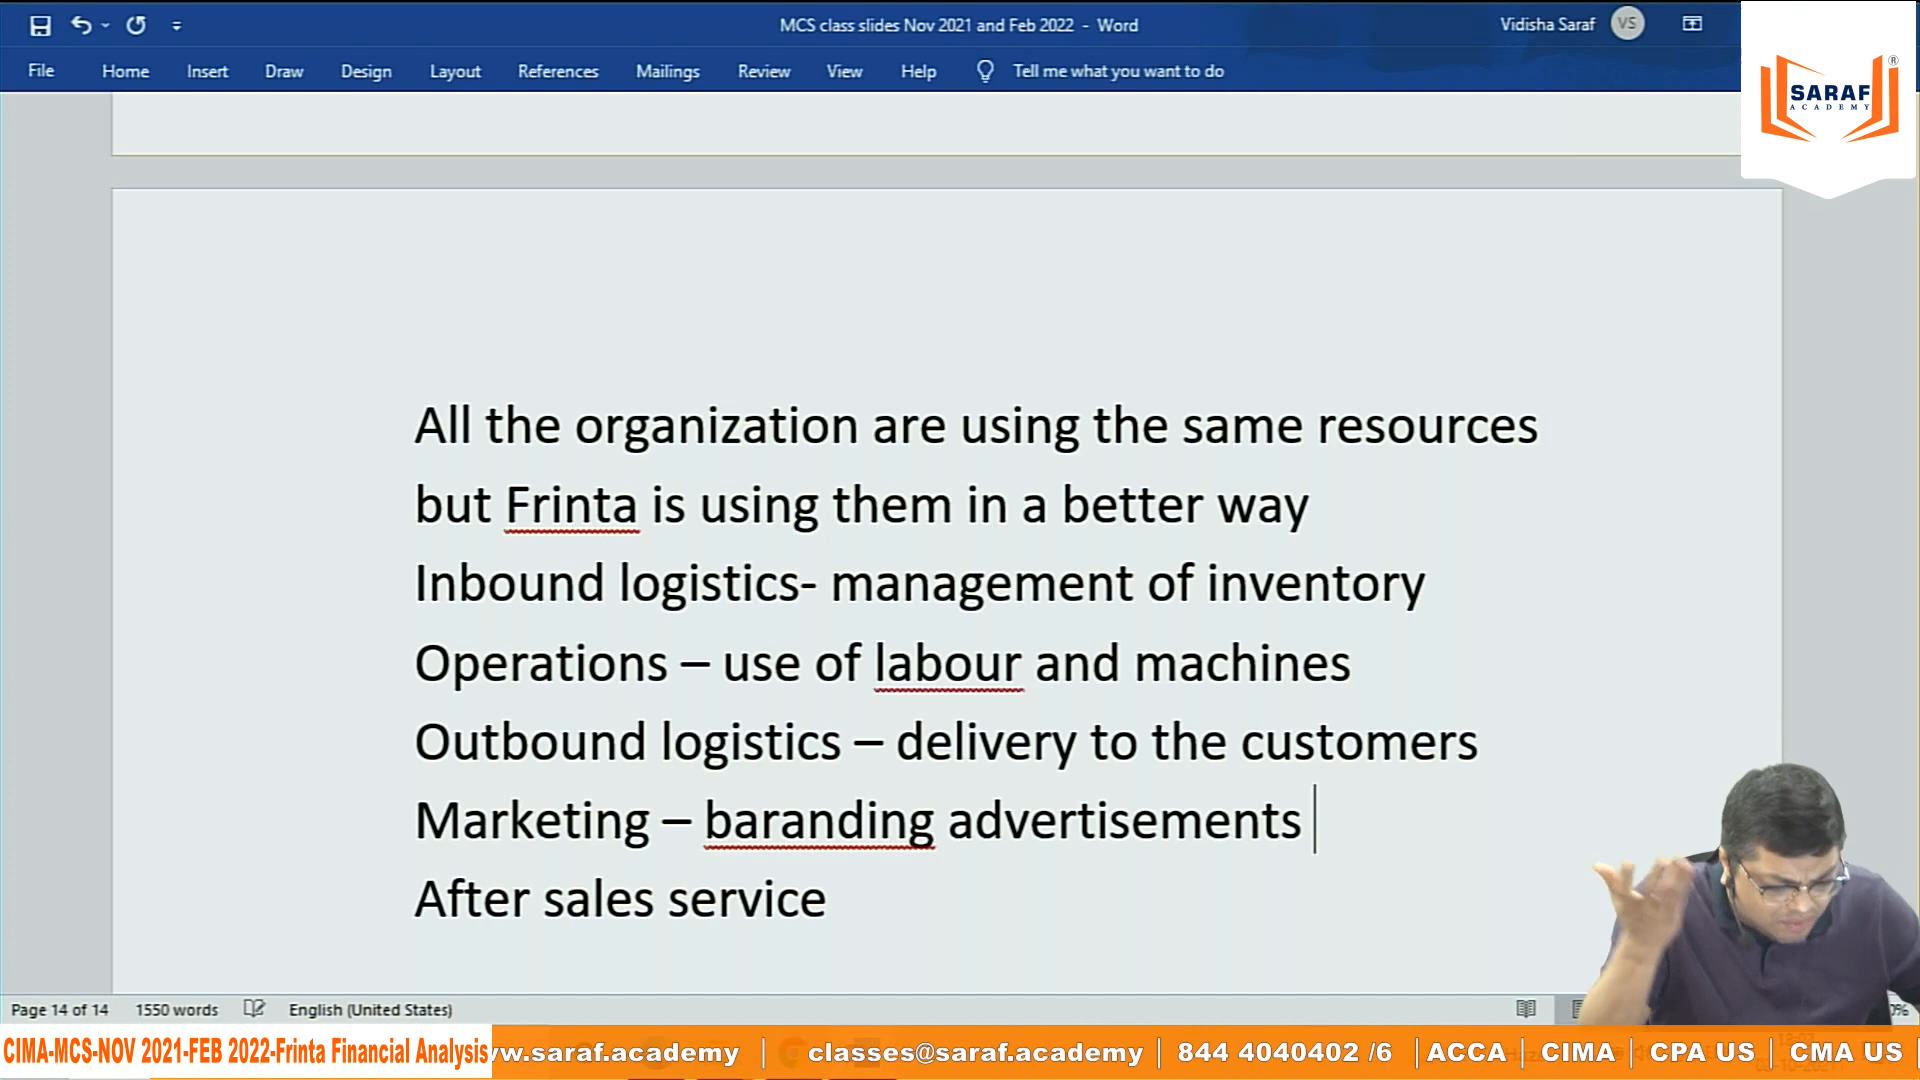 MCS class slides Nov 2021 and Feb 2022 - Word
Vidisha Saraf
VS
File Home Insert Draw Design Layout References Mailings Review View Help Tell me what you want to do
SARAF
ACADEMY
®
All the organization are using the same resources
but Frinta is using them in a better way
Inbound logistics- management of inventory
Operations – use of labour and machines
Outbound logistics – delivery to the customers
Marketing – baranding advertisements
After sales service
Page 14 of 14 1550 words English (United States)
CIMA-MCS-NOV 2021-FEB 2022-Frinta Financial Analysis
w.saraf.academy | classes@saraf.academy | 844 4040402 /6 | ACCA | CIMA | CPA US | CMA US